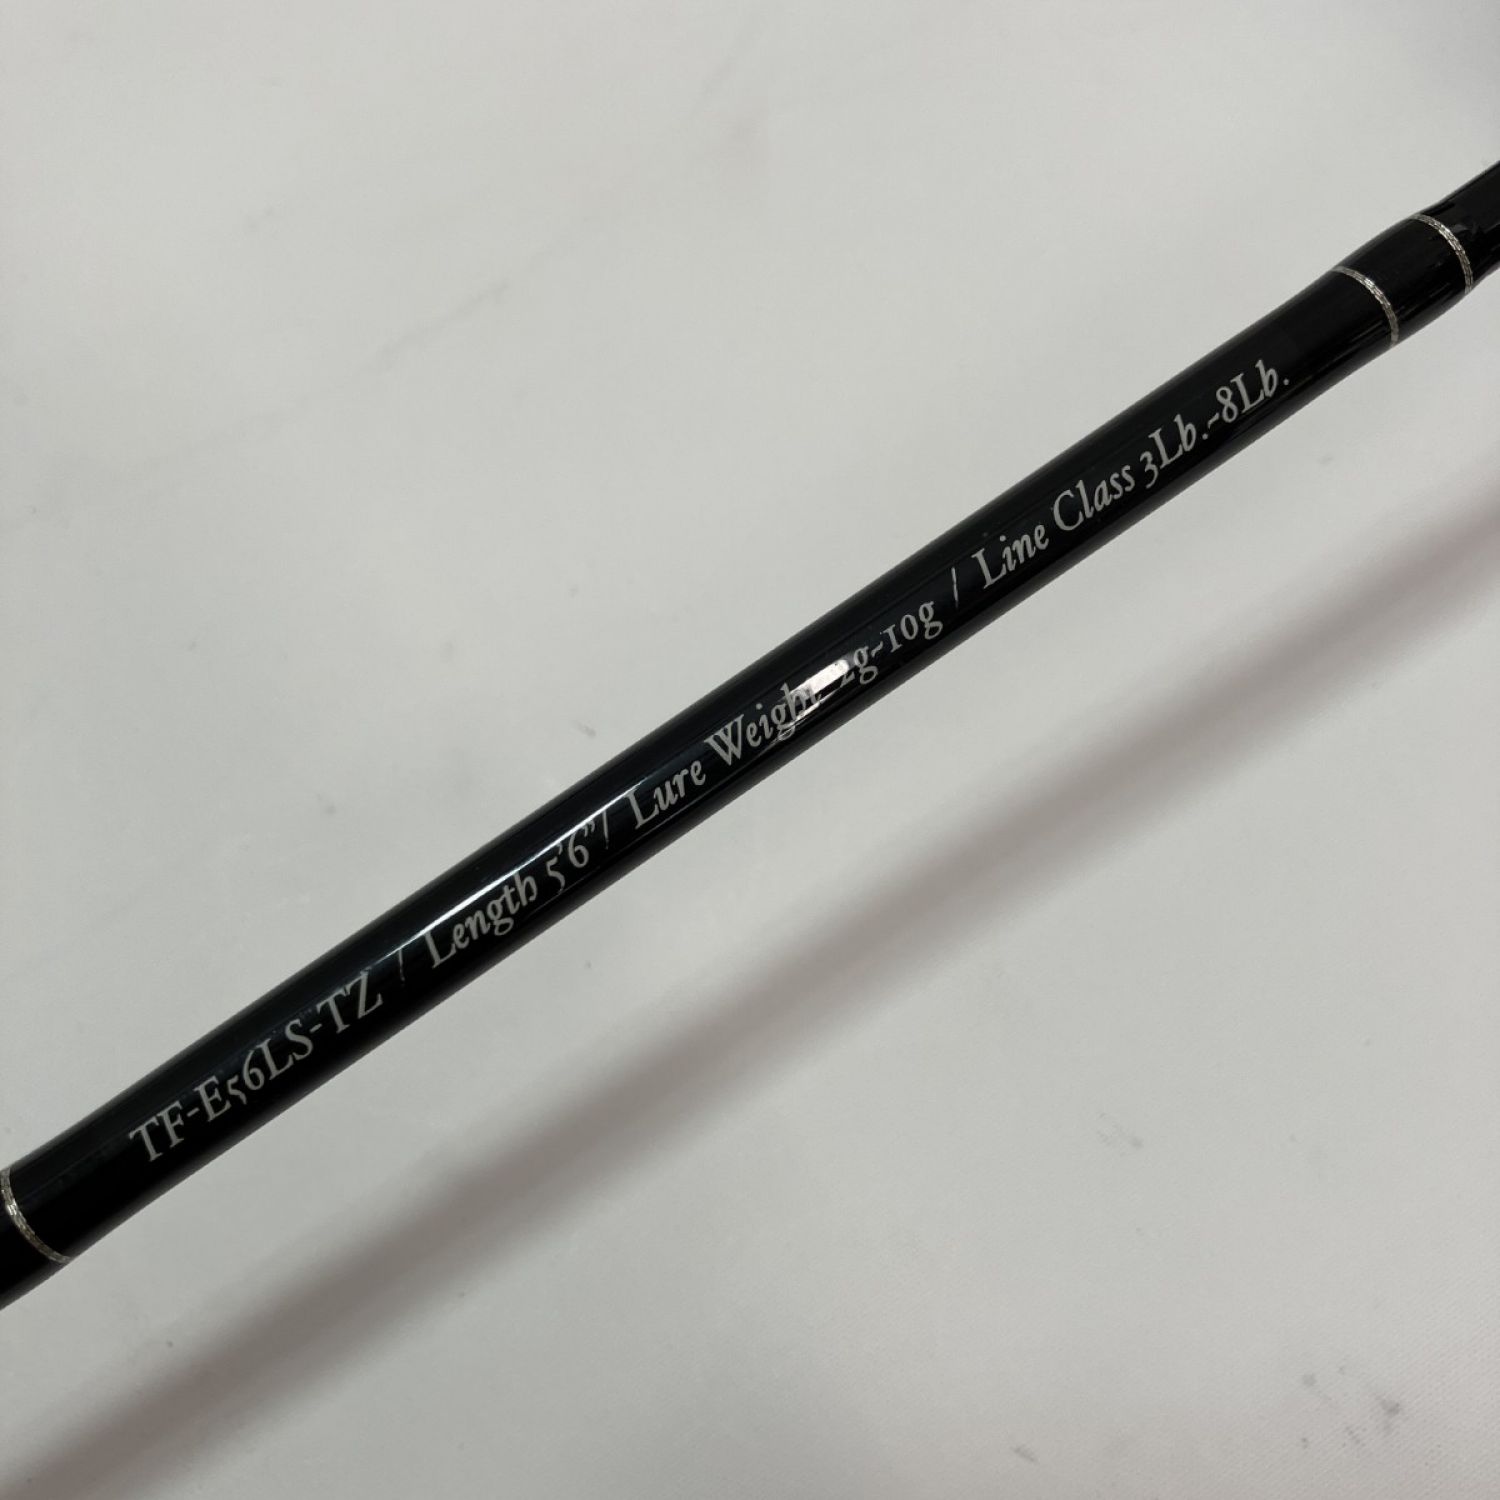 TF-E56LS-TZ / Length 5'6" / Lure Weight 2g~10g / Line Class 3Lb.~8Lb.